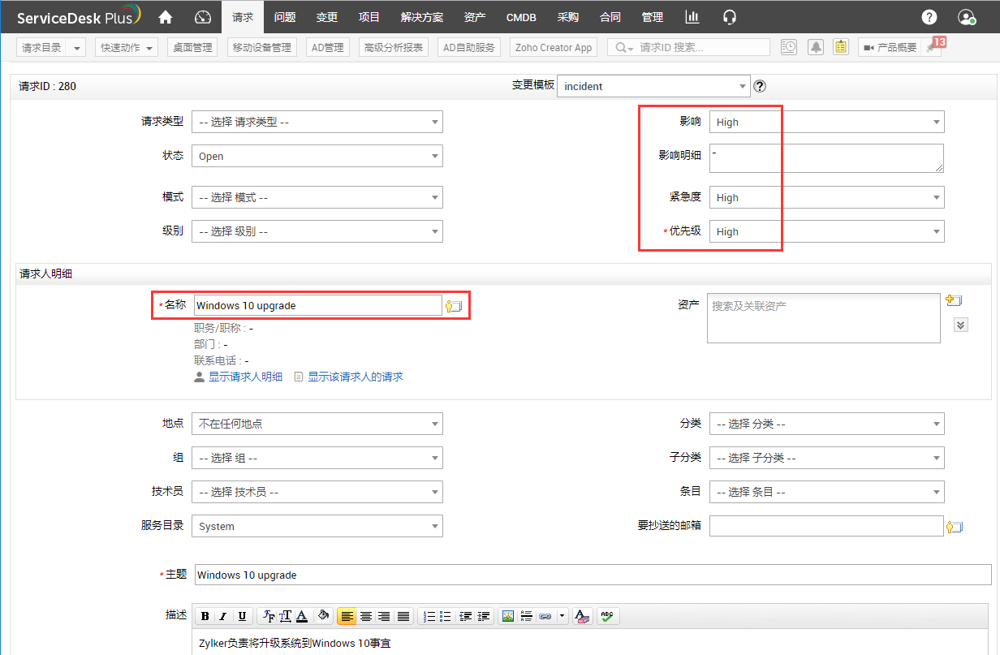 ServiceDesk Plus 请求 问题 变更 项目 解决方案 资产 CMDB 采购 合同 管理
请求目录 快速动作 桌面管理 移动设备管理 AD管理 高级分析报表 AD自助服务 Zoho Creator App 请求ID 搜索... 产品概要 13
请求ID : 280 变更模板 incident
请求类型 -- 选择 请求类型 -- 影响 High
状态 Open 影响明细 -
模式 -- 选择 模式 -- 紧急度 High
级别 -- 选择 级别 -- *优先级 High
请求人明细
*名称 Windows 10 upgrade 资产 搜索及关联资产
职务/职称 : -
部门 : -
联系电话 : -
显示请求人明细 显示该请求人的请求
地点 不在任何地点 分类 -- 选择 分类 --
组 -- 选择 组 -- 子分类 -- 选择 子分类 --
技术员 -- 选择 技术员 -- 条目 -- 选择 条目 --
服务目录 System 要抄送的邮箱
*主题 Windows 10 upgrade
描述 B I U
Zylker负责将升级系统到Windows 10事宜